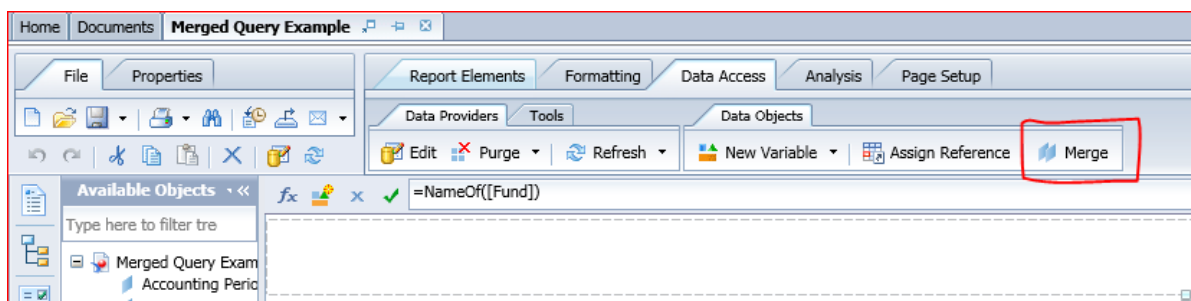 Home Documents Merged Query Example
File Properties Report Elements Formatting Data Access Analysis Page Setup
Data Providers Tools Data Objects
Edit Purge Refresh New Variable Assign Reference Merge
Available Objects fx =NameOf([Fund])
Type here to filter tre
Merged Query Exam
Accounting Perio